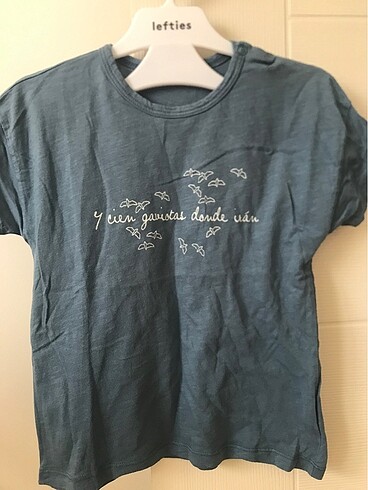 lefties
y cien gaviotas donde irán